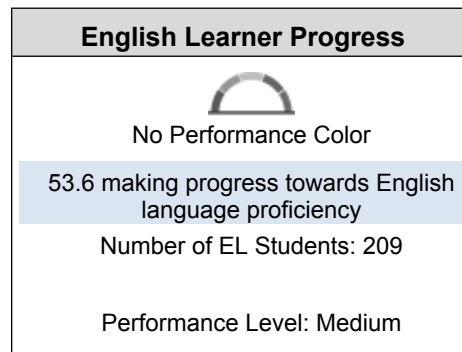 English Learner Progress
No Performance Color
53.6 making progress towards English
language proficiency
Number of EL Students: 209
Performance Level: Medium